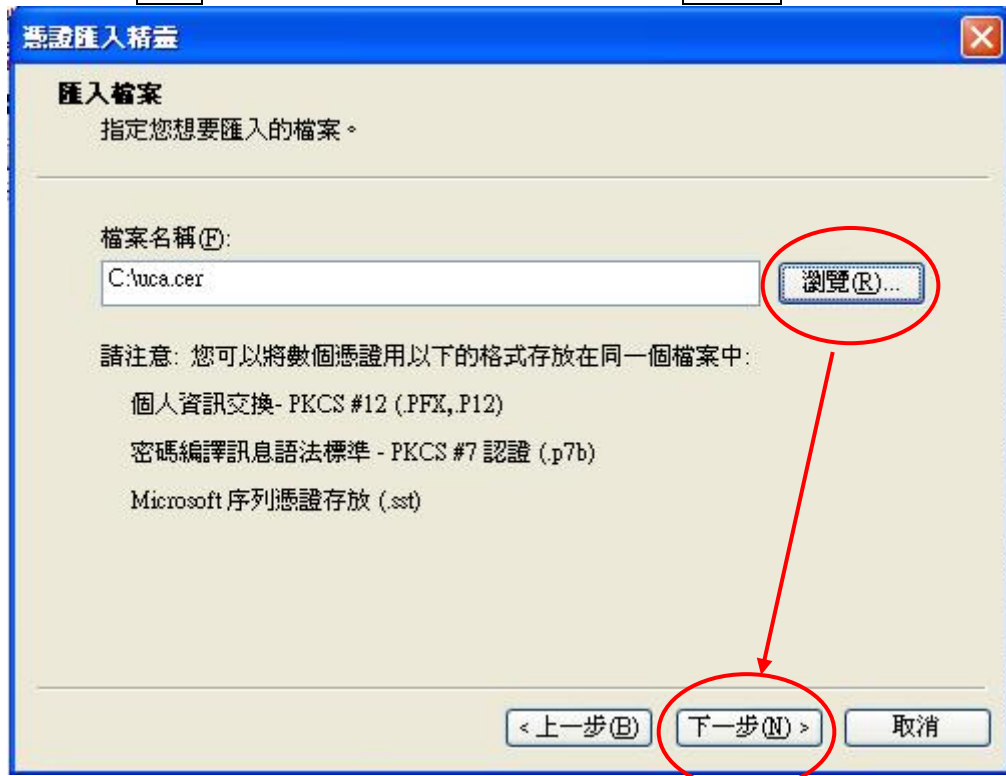 憑證匯入精靈
匯入檔案
指定您想要匯入的檔案。
檔案名稱(F):
C:\uca.cer
瀏覽(R)...
請注意: 您可以將數個憑證用以下的格式存放在同一個檔案中:
個人資訊交換- PKCS #12 (.PFX,.P12)
密碼編譯訊息語法標準 - PKCS #7 認證 (.p7b)
Microsoft 序列憑證存放 (.sst)
< 上一步(B) 下一步(N) > 取消